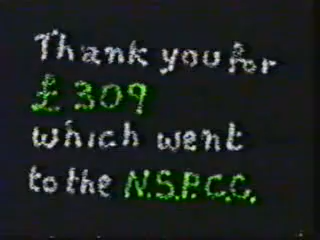 Thank you for
£309
which went
to the N.S.P.C.C.